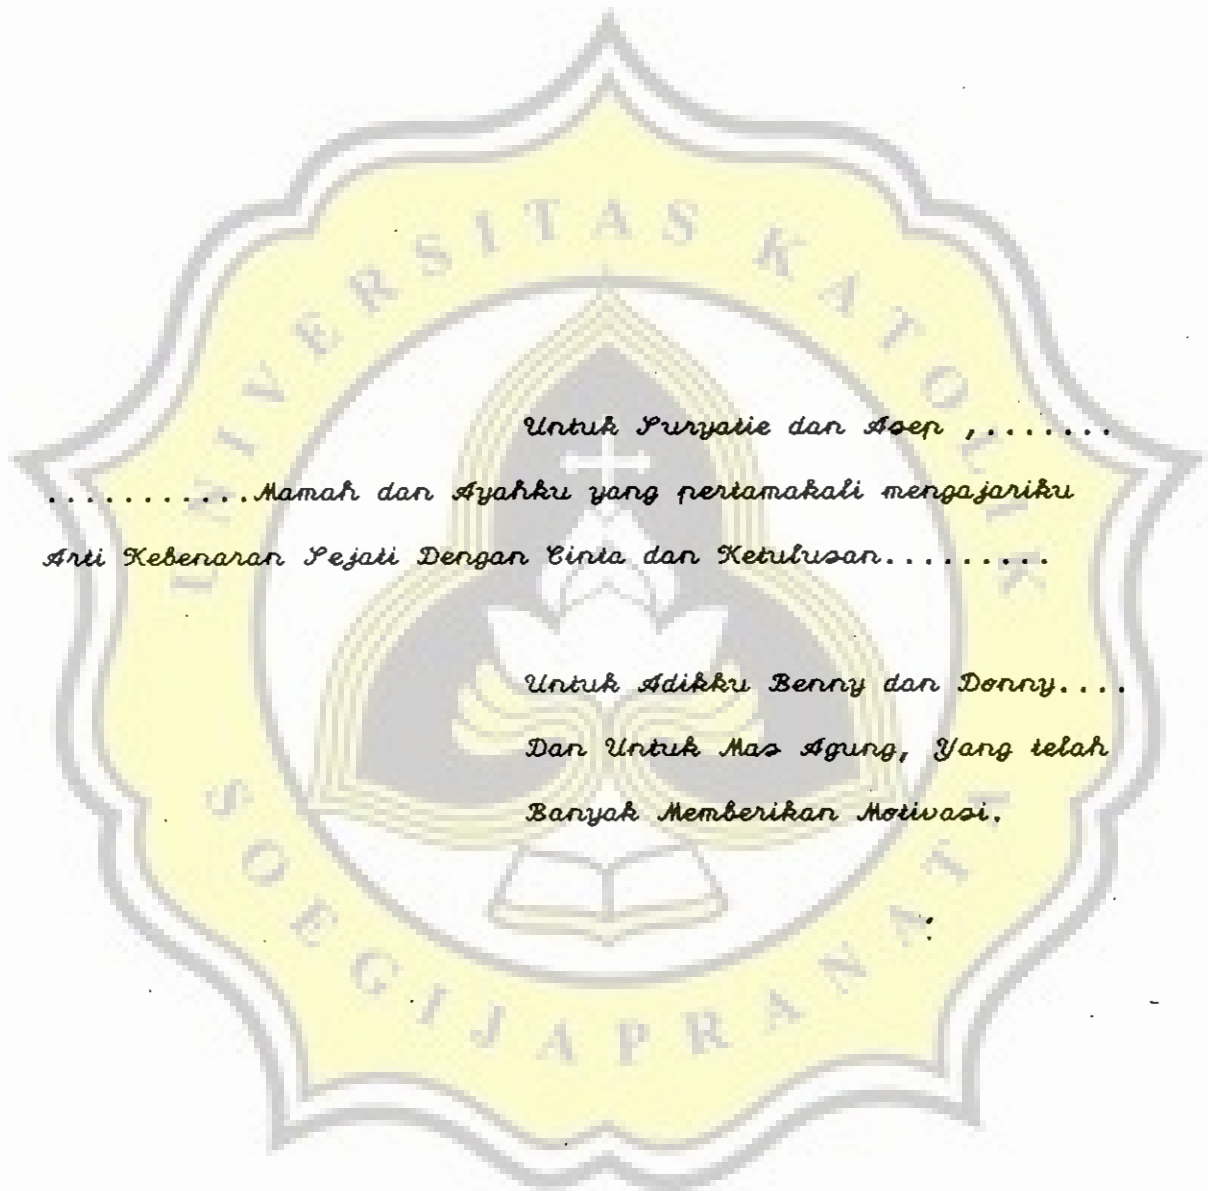 UNIVERSITAS KATOLIK
Untuk Suryatie dan Asep ,.......
...........Mamah dan Ayahku yang pertamakali mengajariku
Arti Kebenaran Sejati Dengan Cinta dan Ketulusan.........
Untuk Adikku Benny dan Donny....
Dan Untuk Mas Agung, Yang telah
Banyak Memberikan Motivasi.
SOEGIJAPRANATA